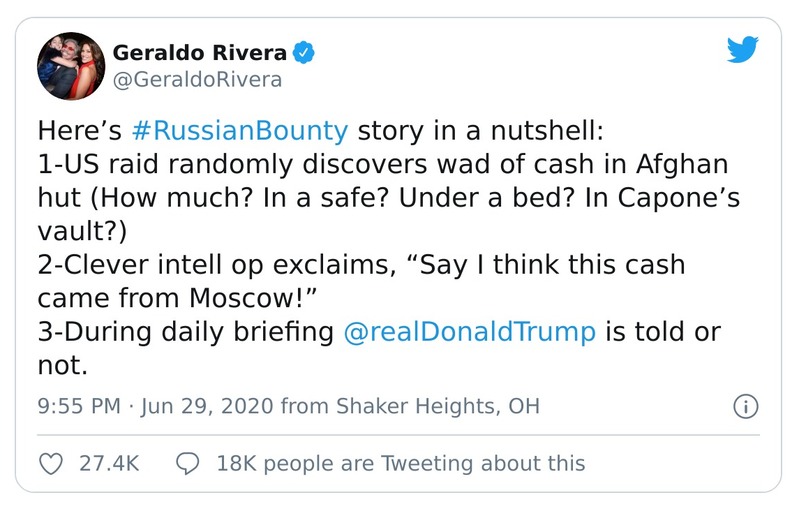 Geraldo Rivera
@GeraldoRivera
Here’s #RussianBounty story in a nutshell:
1-US raid randomly discovers wad of cash in Afghan
hut (How much? In a safe? Under a bed? In Capone’s
vault?)
2-Clever intell op exclaims, “Say I think this cash
came from Moscow!”
3-During daily briefing @realDonaldTrump is told or
not.
9:55 PM · Jun 29, 2020 from Shaker Heights, OH
27.4K 18K people are Tweeting about this